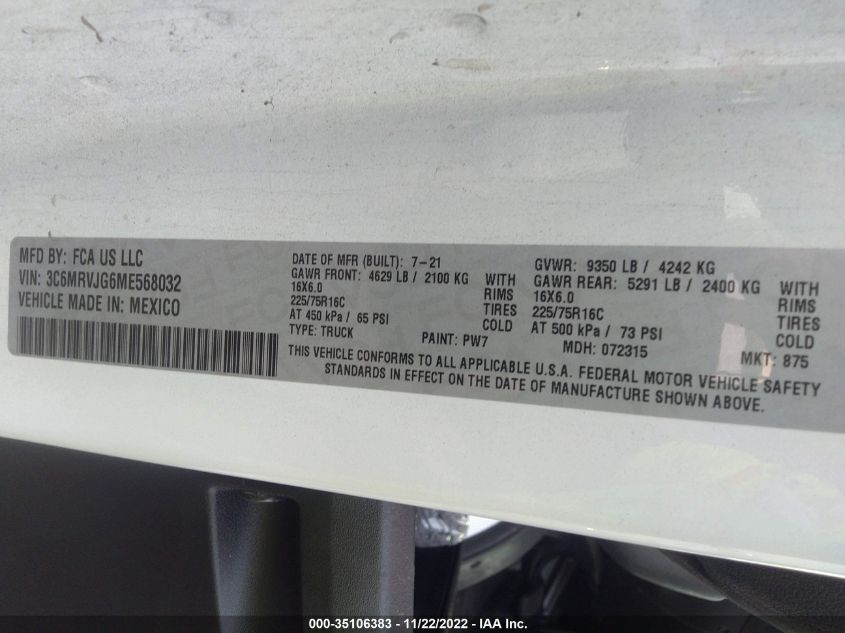 MFD BY: FCA US LLC
VIN: 3C6MRVJG6ME568032
VEHICLE MADE IN: MEXICO
DATE OF MFR (BUILT): 7-21
GAWR FRONT: 4629 LB / 2100 KG WITH
16X6.0 RIMS
225/75R16C TIRES
AT 450 kPa / 65 PSI COLD
TYPE: TRUCK PAINT: PW7
GVWR: 9350 LB / 4242 KG
GAWR REAR: 5291 LB / 2400 KG WITH
16X6.0 RIMS
225/75R16C TIRES
AT 500 kPa / 73 PSI COLD
MDH: 072315 MKT: 875
THIS VEHICLE CONFORMS TO ALL APPLICABLE U.S.A. FEDERAL MOTOR VEHICLE SAFETY
STANDARDS IN EFFECT ON THE DATE OF MANUFACTURE SHOWN ABOVE.
000-35106383 - 11/22/2022 - IAA Inc.